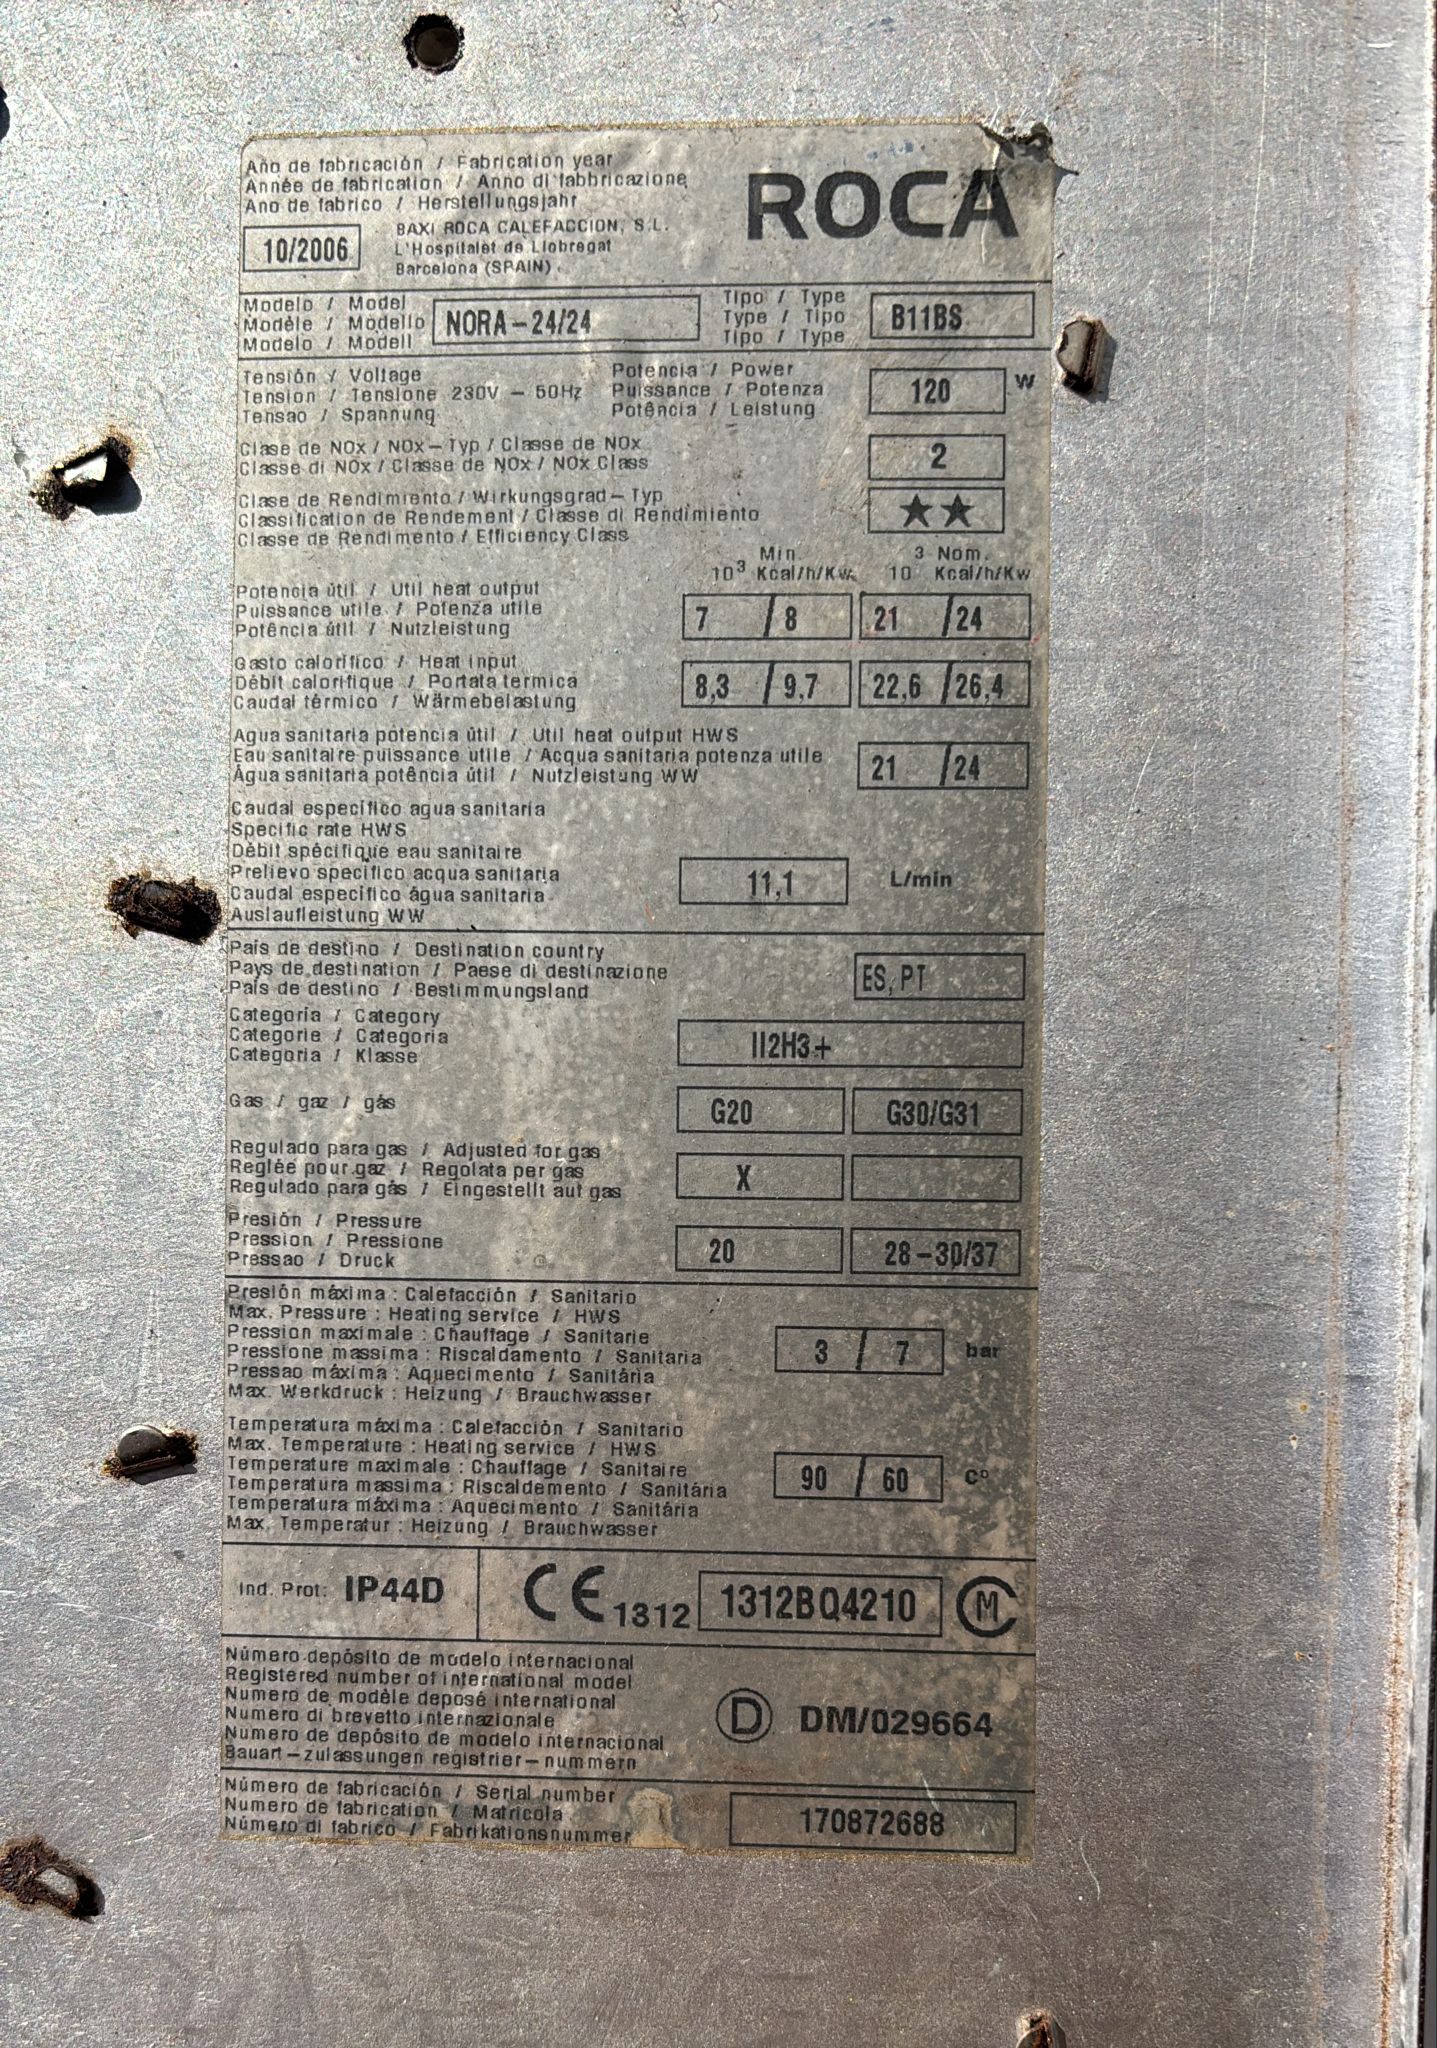 Año de fabricación / Fabrication year
Année de fabrication / Anno di fabbricazione
Ano de fabrico / Herstellungsjahr
ROCA
10/2006
BAXI ROCA CALEFACCION, S.L.
L'Hospitalet de Llobregat
Barcelona (SPAIN).
Modelo / Model
Modèle / Modello
Modelo / Modell
NORA-24/24
Tipo / Type
Type / Tipo
Tipo / Type
B11BS
Tensión / Voltage
Tension / Tensione 230V - 50Hz
Tensao / Spannung
Potencia / Power
Puissance / Potenza
Potência / Leistung
120 W
Clase de NOx / NOx-Typ / Classe de NOx
Classe di NOx / Classe de NOx / NOx Class
2
Clase de Rendimiento / Wirkungsgrad-Typ
Classification de Rendement / Classe di Rendimiento
Classe de Rendimento / Efficiency Class
★★
Min. 3 Nom.
10³ Kcal/h/Kw 10 Kcal/h/Kw
Potencia útil / Util heat output
Puissance utile / Potenza utile
Potência útil / Nutzleistung
7 / 8 21 / 24
Gasto calorífico / Heat input
Débit calorifique / Portata termica
Caudal térmico / Wärmebelastung
8,3 / 9,7 22,6 / 26,4
Agua sanitaria potencia útil / Util heat output HWS
Eau sanitaire puissance utile / Acqua sanitaria potenza utile
Água sanitaria potência útil / Nutzleistung WW
21 / 24
Caudal específico agua sanitaria
Specific rate HWS
Débit spécifique eau sanitaire
Prelievo specifico acqua sanitaria
Caudal específico água sanitaria
Auslaufleistung WW
11,1 L/min
País de destino / Destination country
Pays de destination / Paese di destinazione
País de destino / Bestimmungsland
ES, PT
Categoría / Category
Categorie / Categoria
Categoria / Klasse
II2H3+
Gas / gaz / gás
G20 G30/G31
Regulado para gas / Adjusted for gas
Reglée pour gaz / Regolata per gas
Regulado para gás / Eingestellt aut gas
X
Presión / Pressure
Pression / Pressione
Pressao / Druck
20 28-30/37
Presión máxima : Calefacción / Sanitario
Max. Pressure : Heating service / HWS
Pression maximale : Chauffage / Sanitarie
Pressione massima : Riscaldamento / Sanitaria
Pressao máxima : Aquecimento / Sanitária
Max. Werkdruck : Heizung / Brauchwasser
3 / 7 bar
Temperatura máxima : Calefacción / Sanitario
Max. Temperature : Heating service / HWS
Temperature maximale : Chauffage / Sanitaire
Temperatura massima : Riscaldemento / Sanitária
Temperatura máxima : Aquecimento / Sanitária
Max. Temperatur : Heizung / Brauchwasser
90 / 60 Cº
Ind. Prot: IP44D
CE 1312
1312BQ4210
CM
Número depósito de modelo internacional
Registered number of international model
Numero de modèle deposé international
Numero di brevetto internazionale
Numero de depósito de modelo internacional
Bauart-zulassungen registrier-nummern
D DM/029664
Número de fabricación / Serial number
Numero de fabrication / Matricola
Número di fabrico / Fabrikationsnummer
170872688